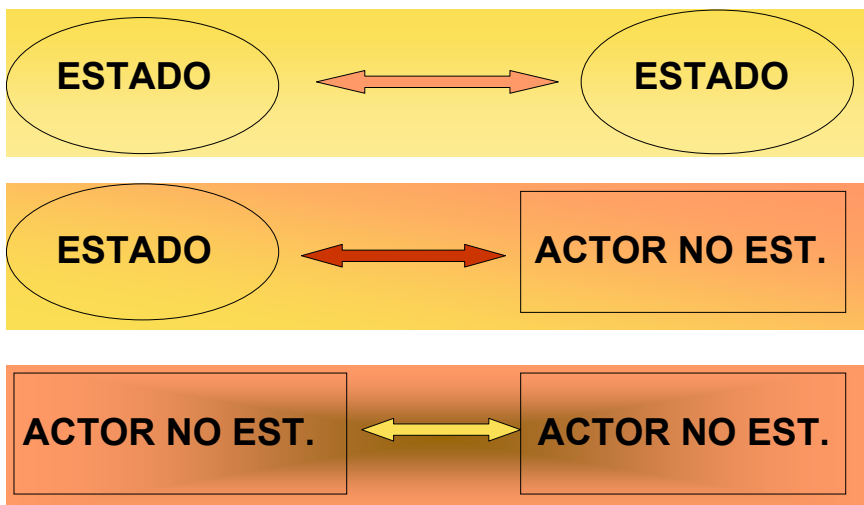 ESTADO ESTADO
ESTADO ACTOR NO EST.
ACTOR NO EST. ACTOR NO EST.